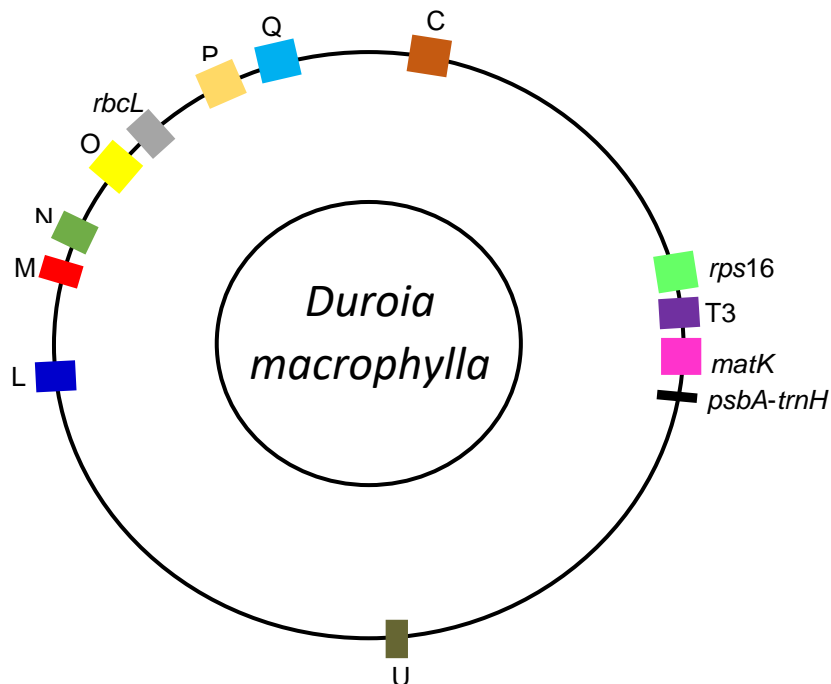 C
Q
P
rbcL
O
N
M
L
rps16
T3
matK
psbA-trnH
Duroia
macrophylla
U